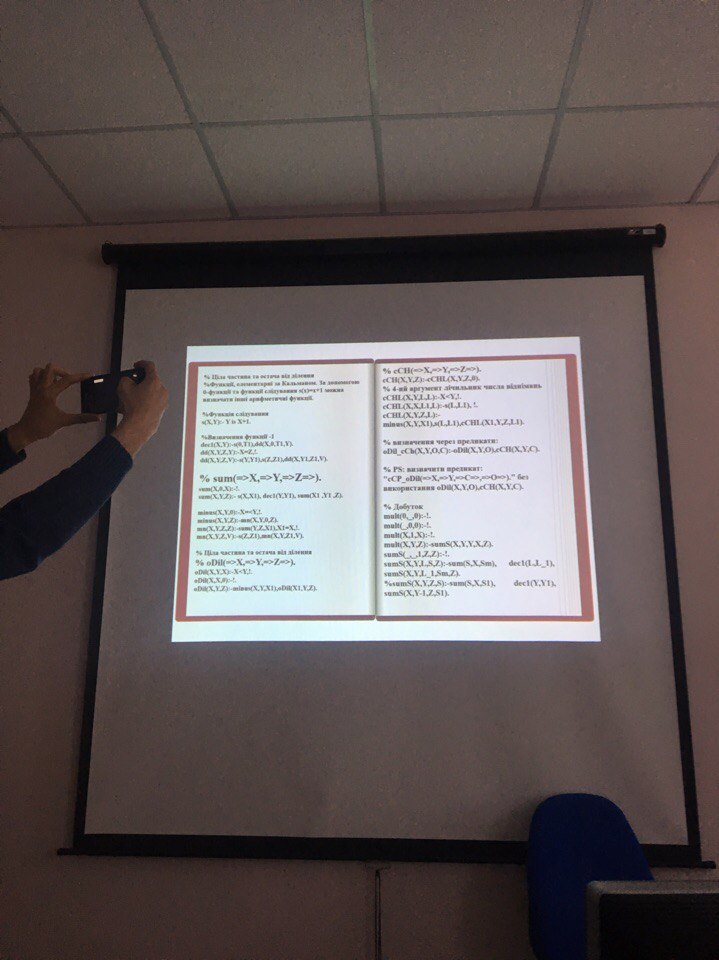 % Ціла частина та остача від ділення
%Функції, елементарні за Кальмаром. За допомогою
0-функції та функції слідування s(x)=x+1 можна
визначити інші арифметичні функції.
%Функція слідування
s(X,Y):- Y is X+1.
%Визначення функції -1
dec1(X,Y):-s(0,T1),dd(X,0,T1,Y).
dd(X,Y,Z,Y):-X=Z,!.
dd(X,Y,Z,V):-s(Y,Y1),s(Z,Z1),dd(X,Y1,Z1,V).
% sum(=>X,=>Y,=>Z=>).
sum(X,0,X):-!.
sum(X,Y,Z):- s(X,X1), dec1(Y,Y1), sum(X1 ,Y1 ,Z).
minus(X,Y,0):-X=<Y,!.
minus(X,Y,Z):-mn(X,Y,0,Z).
mn(X,Y,Z,Z):-sum(Y,Z,X1),X1=X,!.
mn(X,Y,Z,V):-s(Z,Z1),mn(X,Y,Z1,V).
% Ціла частина та остача від ділення
% oDil(=>X,=>Y,=>Z=>).
oDil(X,Y,X):-X<Y,!.
oDil(X,X,0):-!.
oDil(X,Y,Z):-minus(X,Y,X1),oDil(X1,Y,Z).
% cCH(=>X,=>Y,=>Z=>).
cCH(X,Y,Z):-cCHL(X,Y,Z,0).
% 4-ий аргумент лічильник числа віднімань
cCHL(X,Y,L,L):-X<Y,!.
cCHL(X,X,L1,L):-s(L,L1), !.
cCHL(X,Y,Z,L):-
minus(X,Y,X1),s(L,L1),cCHL(X1,Y,Z,L1).
% визначення через предикати:
oDil_cCh(X,Y,O,C):-oDil(X,Y,O),cCH(X,Y,C).
% PS: визначити предикат:
"cCP_oDil(=>X,=>Y,=>C=>,=>O=>)." без
використання oDil(X,Y,O),cCH(X,Y,C).
% Добуток
mult(0,_,0):-!.
mult(_,0,0):-!.
mult(X,1,X):-!.
mult(X,Y,Z):-sumS(X,Y,Y,X,Z).
sumS(_,_,1,Z,Z):-!.
sumS(X,Y,L,S,Z):-sum(S,X,Sm), dec1(L,L_1),
sumS(X,Y,L_1,Sm,Z).
%sumS(X,Y,Z,S):-sum(S,X,S1), dec1(Y,Y1),
sumS(X,Y-1,Z,S1).